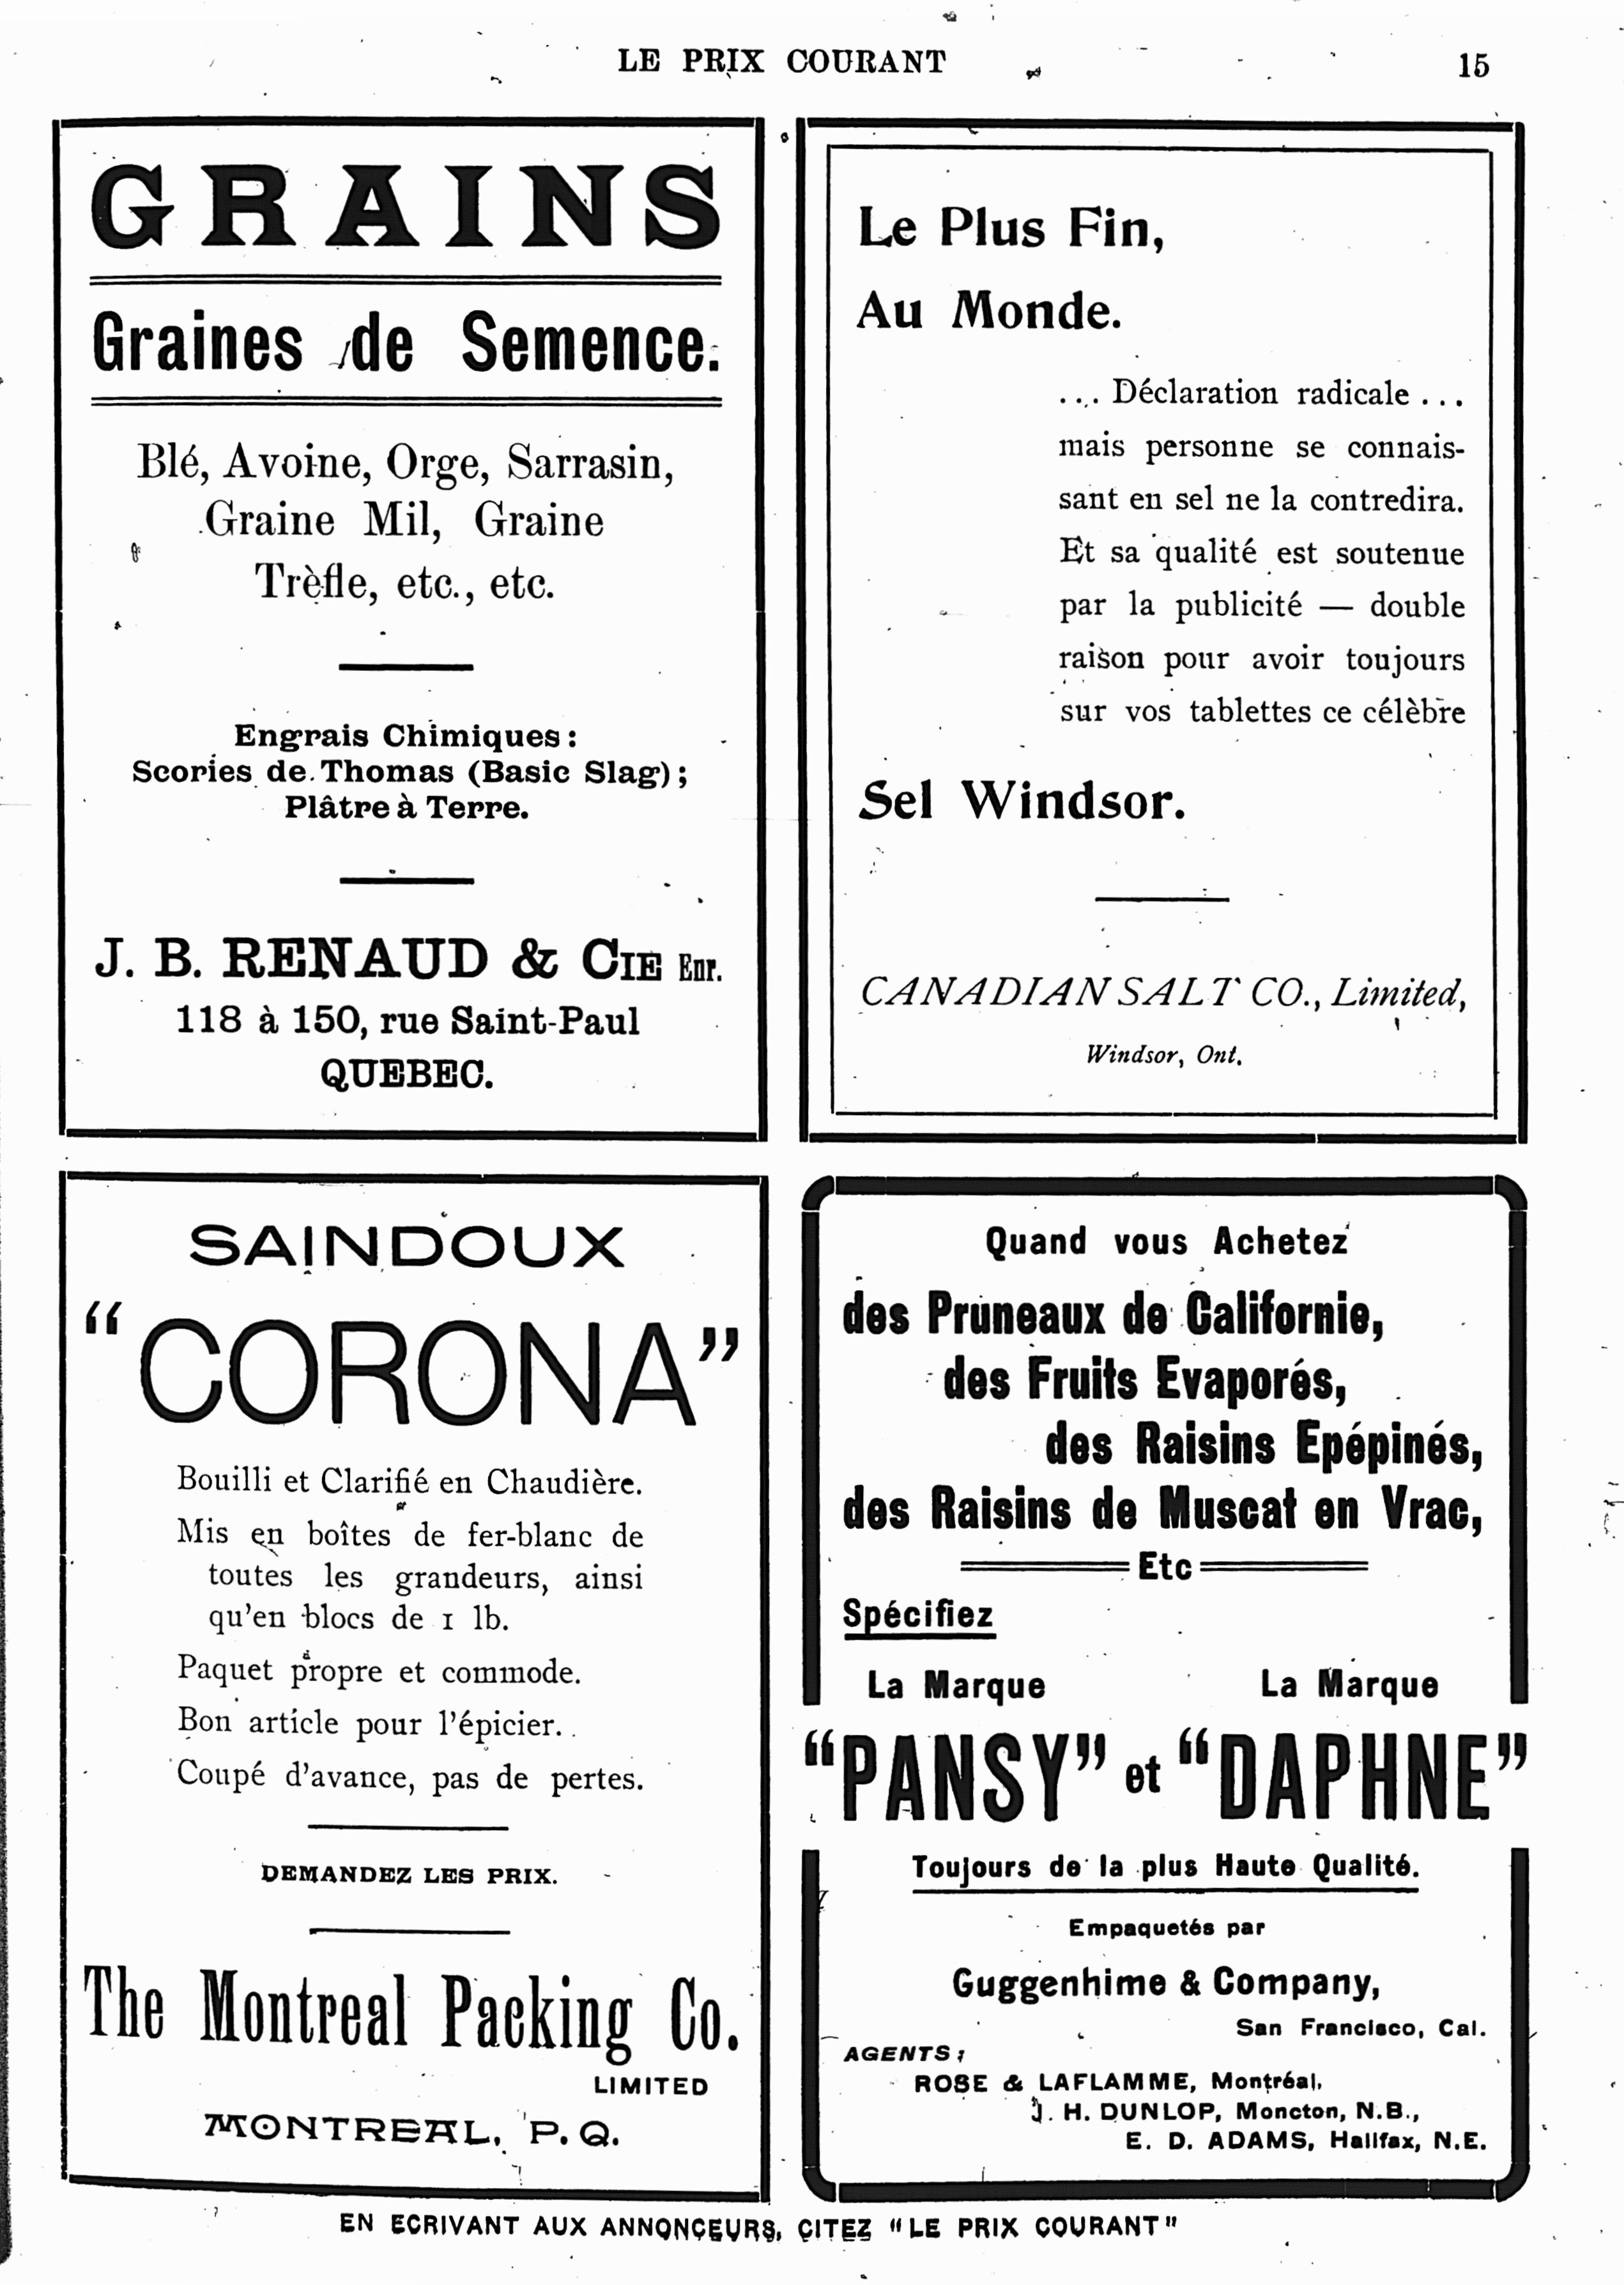 LE PRIX COURANT
15
GRAINS
Graines de Semence.
Blé, Avoine, Orge, Sarrasin,
Graine Mil, Graine
Trèfle, etc., etc.
Engrais Chimiques :
Scories de Thomas (Basic Slag) ;
Plâtre à Terre.
J. B. RENAUD & CIE Enr.
118 à 150, rue Saint-Paul
QUEBEC.
Le Plus Fin,
Au Monde.
... Déclaration radicale ...
mais personne se connais-
sant en sel ne la contredira.
Et sa qualité est soutenue
par la publicité — double
raison pour avoir toujours
sur vos tablettes ce célèbre
Sel Windsor.
CANADIAN SALT CO., Limited,
Windsor, Ont.
SAINDOUX
“CORONA”
Bouilli et Clarifié en Chaudière.
Mis en boîtes de fer-blanc de
toutes les grandeurs, ainsi
qu'en blocs de 1 lb.
Paquet propre et commode.
Bon article pour l'épicier.
Coupé d'avance, pas de pertes.
DEMANDEZ LES PRIX.
The Montreal Packing Co.
LIMITED
MONTREAL, P. Q.
Quand vous Achetez
des Pruneaux de Californie,
des Fruits Evaporés,
des Raisins Epépinés,
des Raisins de Muscat en Vrac,
Etc
Spécifiez
La Marque La Marque
“PANSY” et “DAPHNE”
Toujours de la plus Haute Qualité.
Empaquetés par
Guggenhime & Company,
San Francisco, Cal.
AGENTS :
ROSE & LAFLAMME, Montréal,
J. H. DUNLOP, Moncton, N.B.,
E. D. ADAMS, Halifax, N.E.
EN ECRIVANT AUX ANNONCEURS, CITEZ "LE PRIX COURANT"